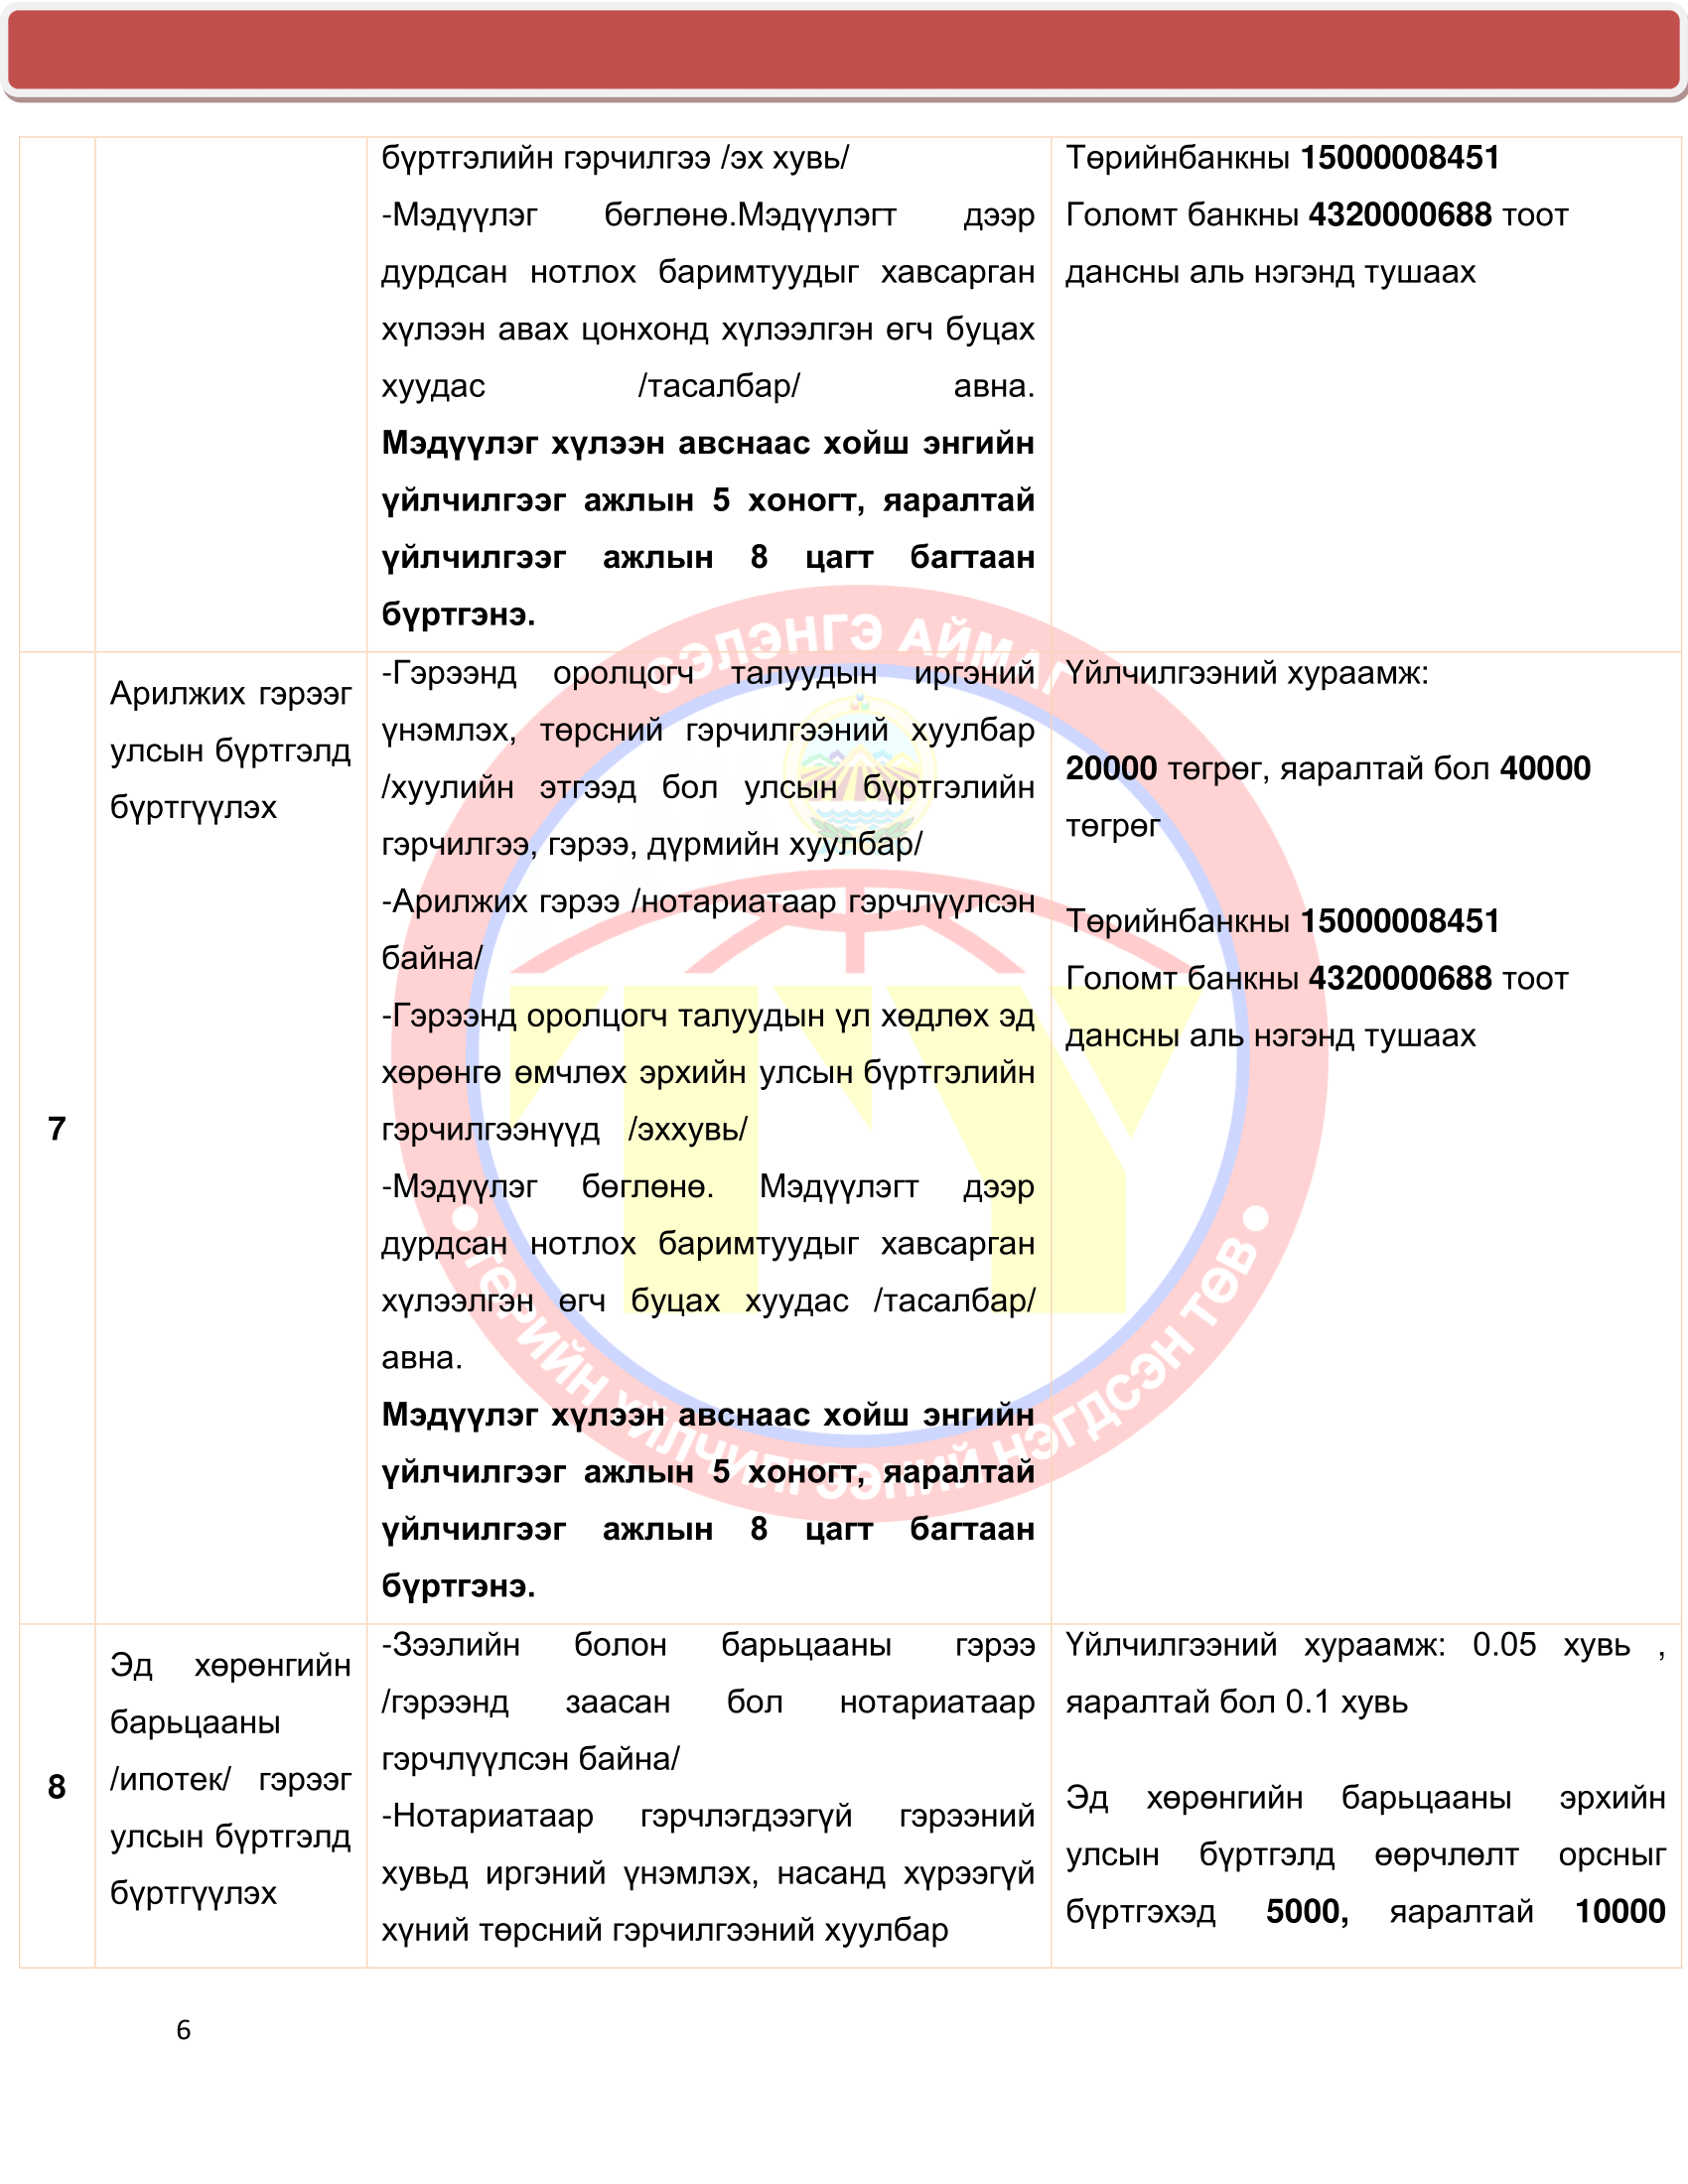 бүртгэлийн гэрчилгээ /эх хувь/
-Мэдүүлэг бөглөнө.Мэдүүлэгт дээр
дурдсан нотлох баримтуудыг хавсарган
хүлээн авах цонхонд хүлээлгэн өгч буцах
хуудас /тасалбар/ авна.
Мэдүүлэг хүлээн авснаас хойш энгийн
үйлчилгээг ажлын 5 хоногт, яаралтай
үйлчилгээг ажлын 8 цагт багтаан
бүртгэнэ.
Төрийнбанкны 15000008451
Голомт банкны 4320000688 тоот
дансны аль нэгэнд тушаах
7
Арилжих гэрээг
улсын бүртгэлд
бүртгүүлэх
-Гэрээнд оролцогч талуудын иргэний
үнэмлэх, төрсний гэрчилгээний хуулбар
/хуулийн этгээд бол улсын бүртгэлийн
гэрчилгээ, гэрээ, дүрмийн хуулбар/
-Арилжих гэрээ /нотариатаар гэрчлүүлсэн
байна/
-Гэрээнд оролцогч талуудын үл хөдлөх эд
хөрөнгө өмчлөх эрхийн улсын бүртгэлийн
гэрчилгээнүүд /эххувь/
-Мэдүүлэг бөглөнө. Мэдүүлэгт дээр
дурдсан нотлох баримтуудыг хавсарган
хүлээлгэн өгч буцах хуудас /тасалбар/
авна.
Мэдүүлэг хүлээн авснаас хойш энгийн
үйлчилгээг ажлын 5 хоногт, яаралтай
үйлчилгээг ажлын 8 цагт багтаан
бүртгэнэ.
Үйлчилгээний хураамж:
20000 төгрөг, яаралтай бол 40000
төгрөг
Төрийнбанкны 15000008451
Голомт банкны 4320000688 тоот
дансны аль нэгэнд тушаах
8
Эд хөрөнгийн
барьцааны
/ипотек/ гэрээг
улсын бүртгэлд
бүртгүүлэх
-Зээлийн болон барьцааны гэрээ
/гэрээнд заасан бол нотариатаар
гэрчлүүлсэн байна/
-Нотариатаар гэрчлэгдээгүй гэрээний
хувьд иргэний үнэмлэх, насанд хүрээгүй
хүний төрсний гэрчилгээний хуулбар
Үйлчилгээний хураамж: 0.05 хувь ,
яаралтай бол 0.1 хувь
Эд хөрөнгийн барьцааны эрхийн
улсын бүртгэлд өөрчлөлт орсныг
бүртгэхэд 5000, яаралтай 10000
СЭЛЭНГЭ АЙМАГ
ТҮ
ТӨРИЙН ҮЙЛЧИЛГЭЭНИЙ НЭГДСЭН ТӨВ
6